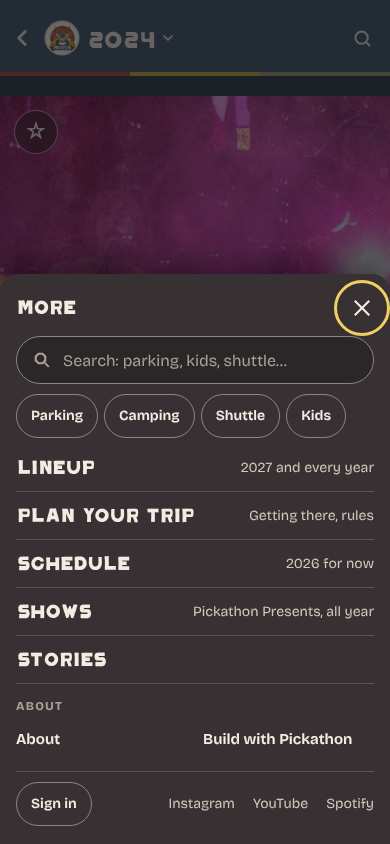 2024
MORE
Search: parking, kids, shuttle...
Parking Camping Shuttle Kids
LINEUP 2027 and every year
PLAN YOUR TRIP Getting there, rules
SCHEDULE 2026 for now
SHOWS Pickathon Presents, all year
STORIES
ABOUT
About Build with Pickathon
Sign in Instagram YouTube Spotify